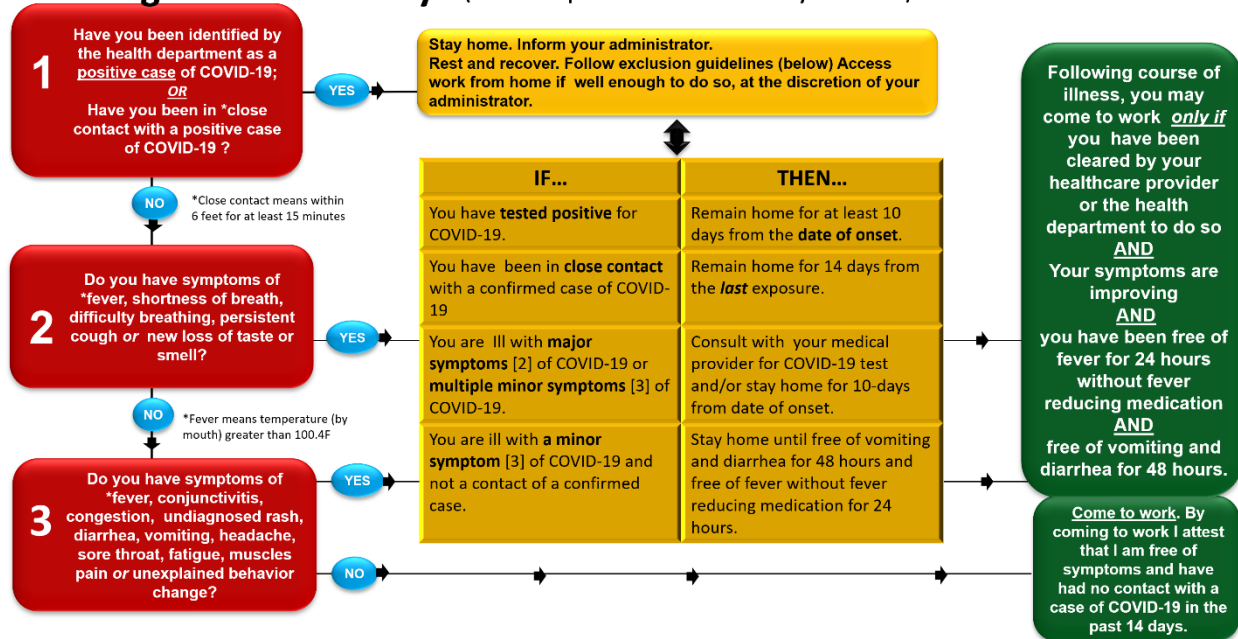 1
Have you been identified by
the health department as a
positive case of COVID-19;
OR
Have you been in *close
contact with a positive case
of COVID-19 ?
YES
Stay home. Inform your administrator.
Rest and recover. Follow exclusion guidelines (below) Access
work from home if well enough to do so, at the discretion of your
administrator.
NO
*Close contact means within
6 feet for at least 15 minutes
2
Do you have symptoms of
*fever, shortness of breath,
difficulty breathing, persistent
cough or new loss of taste or
smell?
YES
NO
*Fever means temperature (by
mouth) greater than 100.4F
3
Do you have symptoms of
*fever, conjunctivitis,
congestion, undiagnosed rash,
diarrhea, vomiting, headache,
sore throat, fatigue, muscles
pain or unexplained behavior
change?
YES
NO
IF...
THEN...
You have tested positive for
COVID-19.
Remain home for at least 10
days from the date of onset.
You have been in close contact
with a confirmed case of COVID-
19
Remain home for 14 days from
the last exposure.
You are Ill with major
symptoms [2] of COVID-19 or
multiple minor symptoms [3] of
COVID-19.
Consult with your medical
provider for COVID-19 test
and/or stay home for 10-days
from date of onset.
You are ill with a minor
symptom [3] of COVID-19 and
not a contact of a confirmed
case.
Stay home until free of vomiting
and diarrhea for 48 hours and
free of fever without fever
reducing medication for 24
hours.
Following course of
illness, you may
come to work only if
you have been
cleared by your
healthcare provider
or the health
department to do so
AND
Your symptoms are
improving
AND
you have been free of
fever for 24 hours
without fever
reducing medication
AND
free of vomiting and
diarrhea for 48 hours.
Come to work. By
coming to work I attest
that I am free of
symptoms and have
had no contact with a
case of COVID-19 in the
past 14 days.